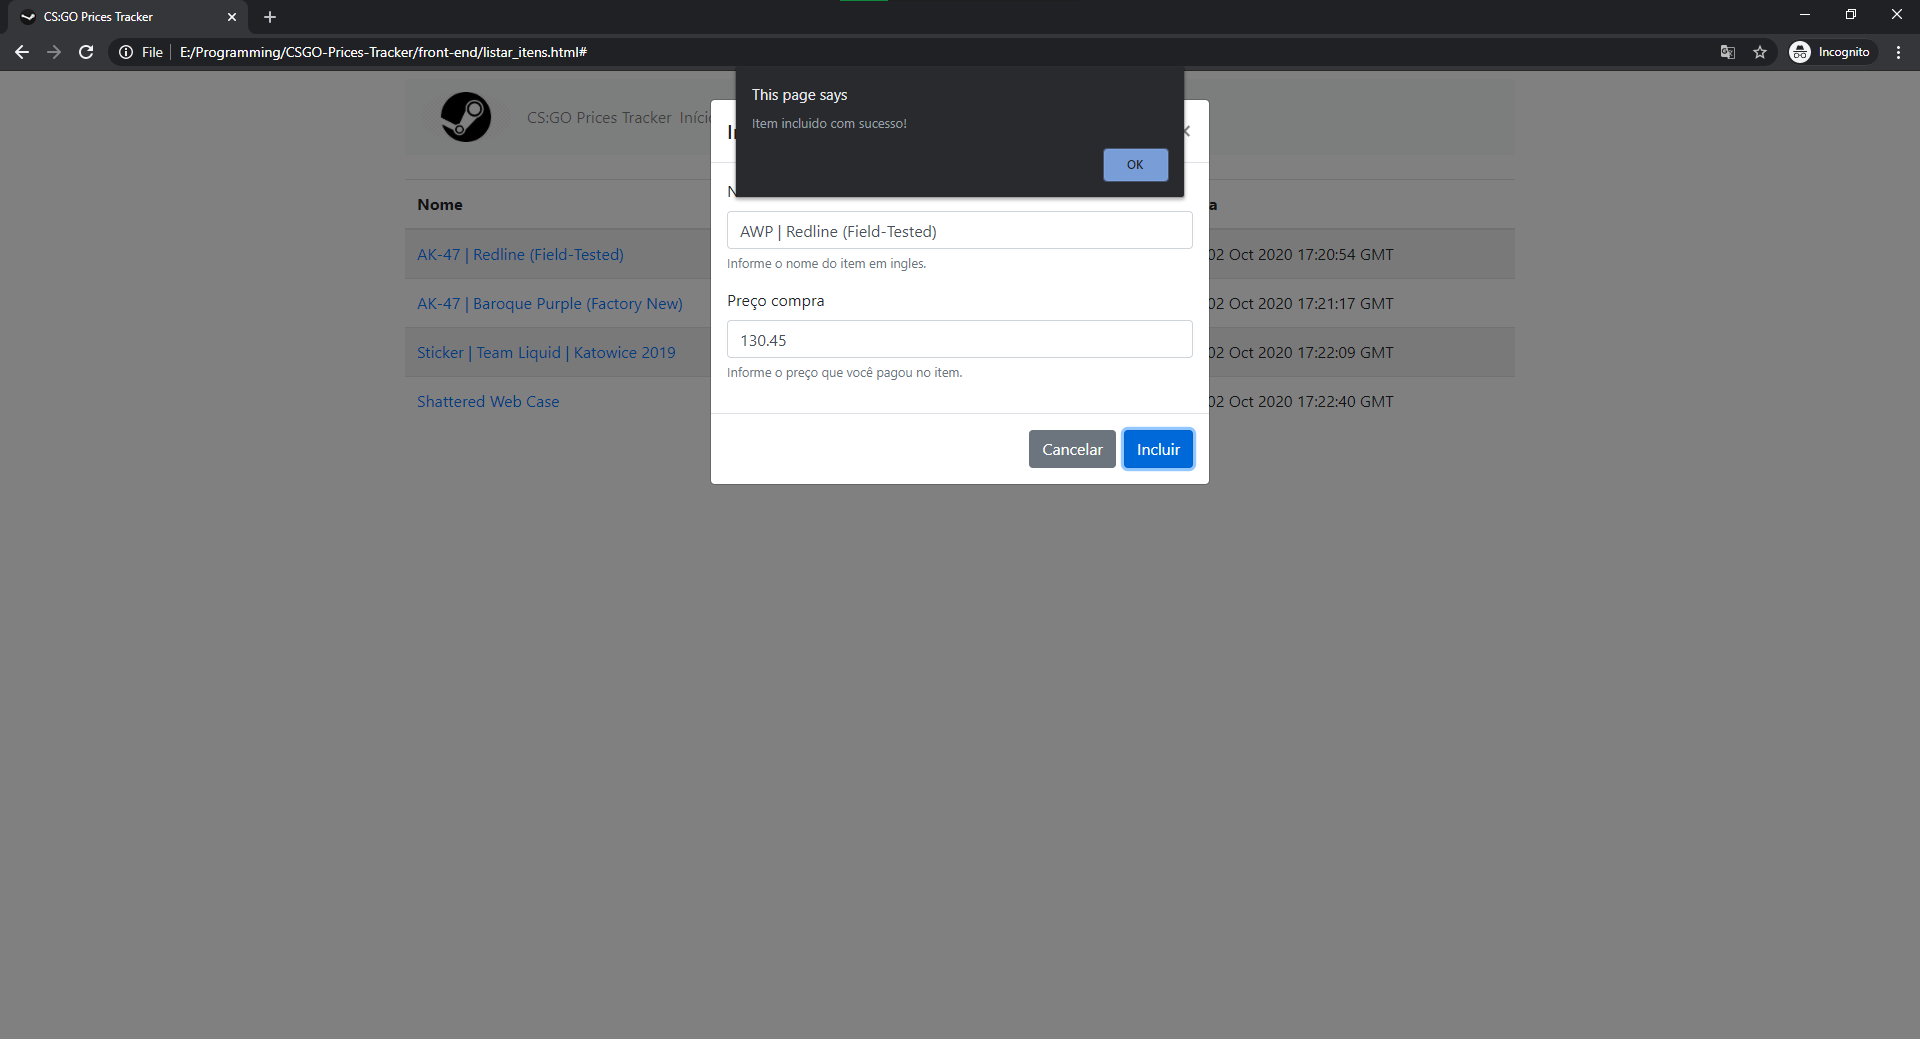 CS:GO Prices Tracker
File E:/Programming/CSGO-Prices-Tracker/front-end/listar_itens.html# Incognito
This page says
Item incluido com sucesso!
OK
CS:GO Prices Tracker
Nome
AK-47 | Redline (Field-Tested) 02 Oct 2020 17:20:54 GMT
AK-47 | Baroque Purple (Factory New) 02 Oct 2020 17:21:17 GMT
Sticker | Team Liquid | Katowice 2019 02 Oct 2020 17:22:09 GMT
Shattered Web Case 02 Oct 2020 17:22:40 GMT
AWP | Redline (Field-Tested)
Informe o nome do item em ingles.
Preço compra
130.45
Informe o preço que você pagou no item.
Cancelar Incluir